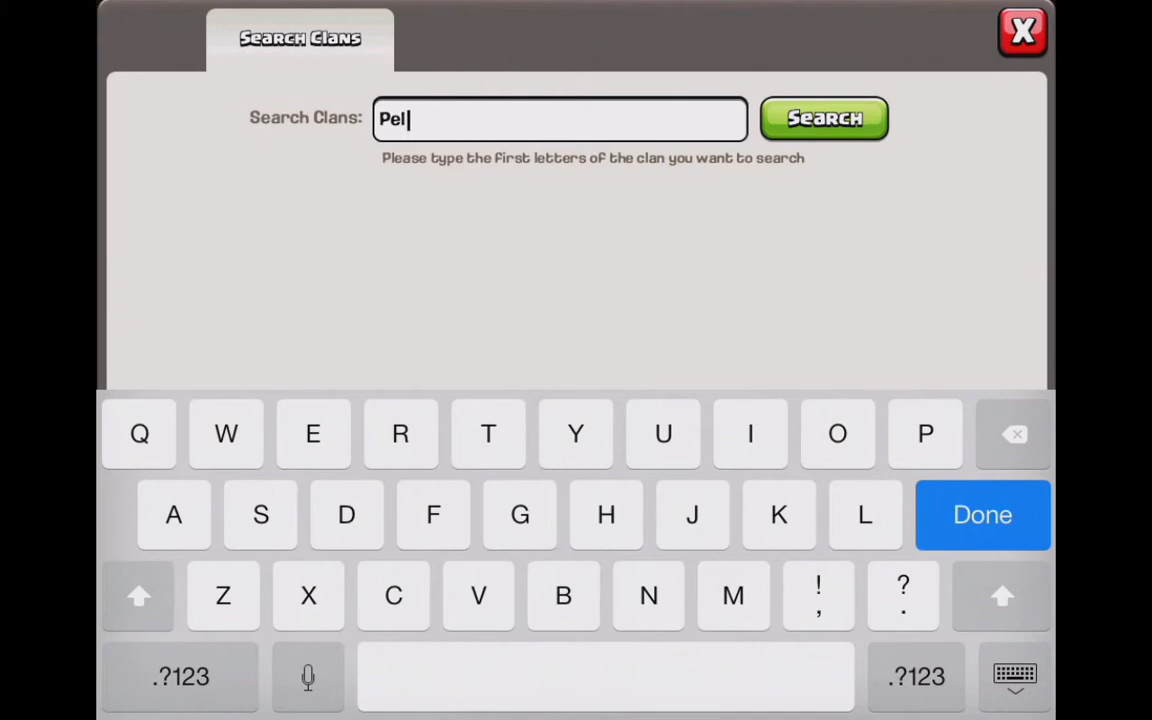 Search Clans
X
Search Clans: Pel Search
Please type the first letters of the clan you want to search
Q W E R T Y U I O P
A S D F G H J K L Done
Z X C V B N M ! , ? .
.?123 .?123